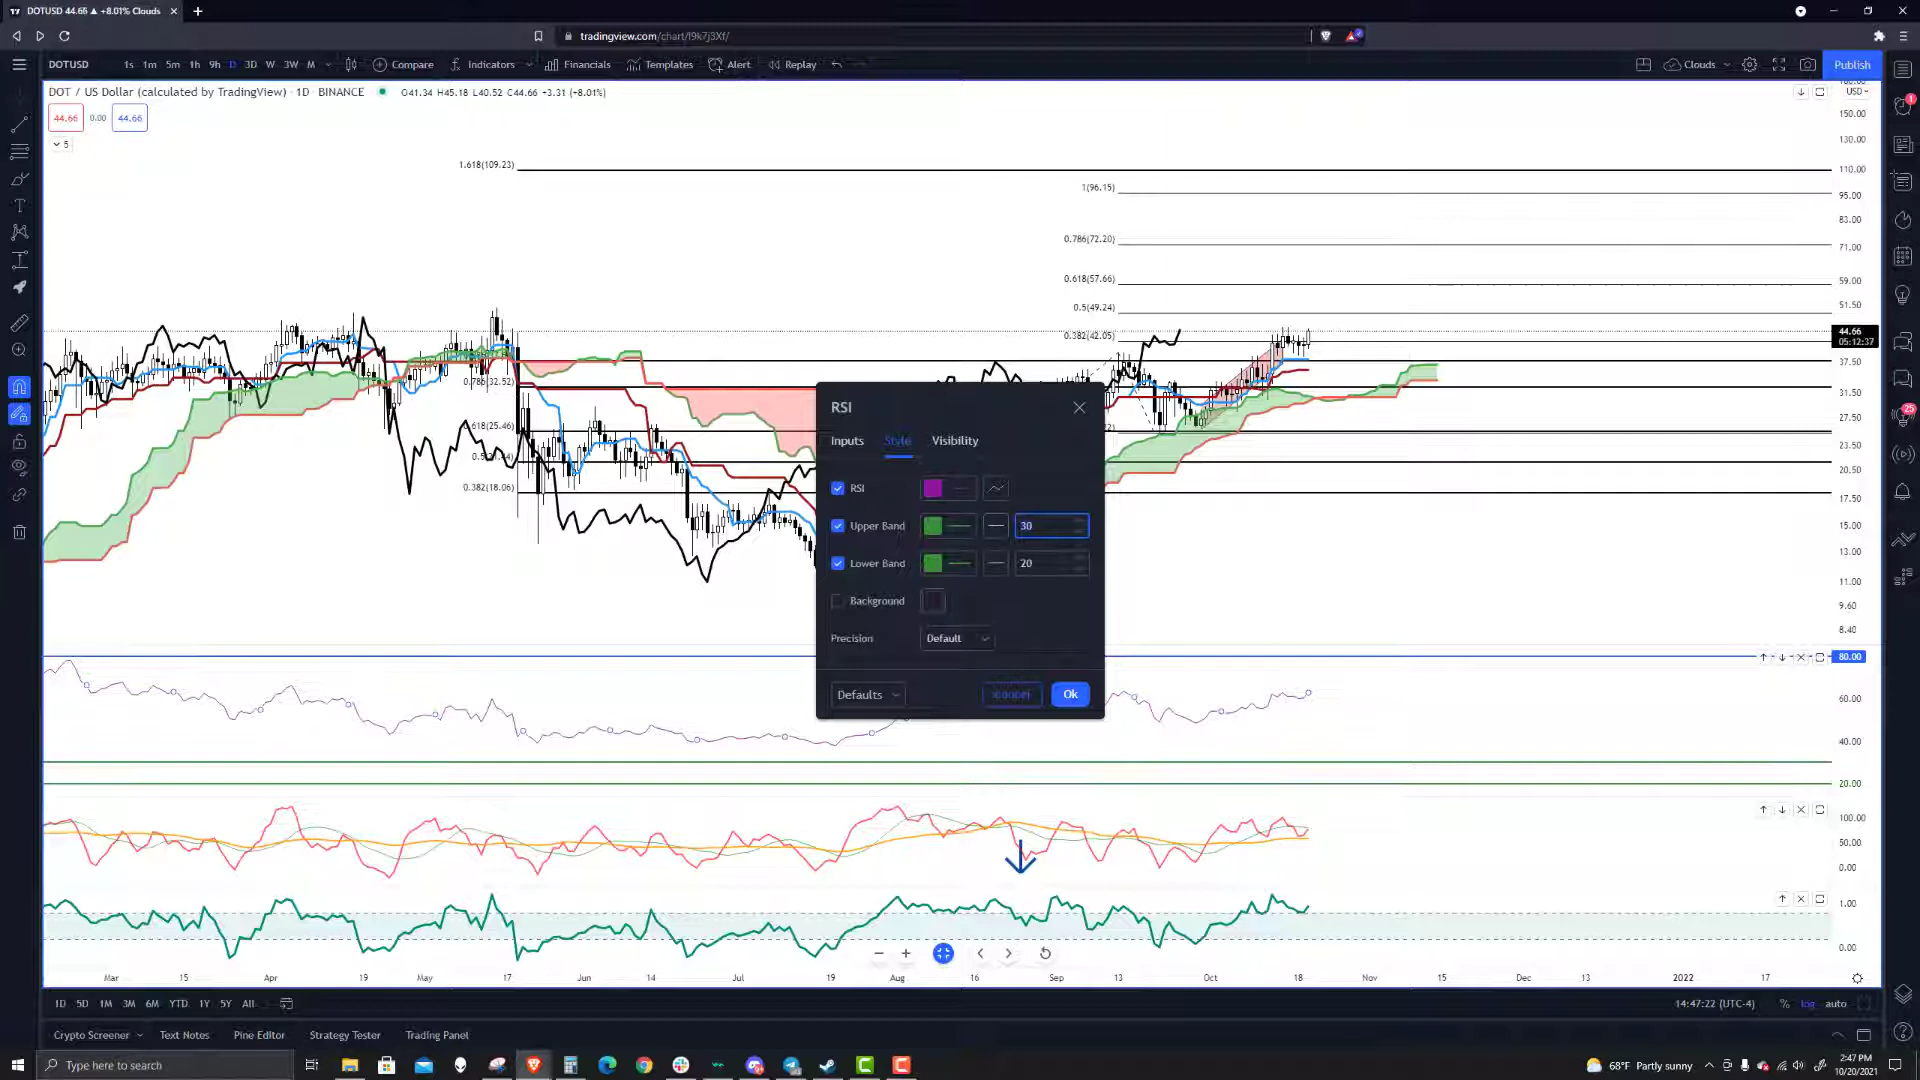 DOTUSD 44.66 ▲ +8.01% Clouds
tradingview.com/chart/l9k7j3Xf/
DOTUSD 1s 1m 5m 1h 9h D 3D W 3W M Compare Indicators Financials Templates Alert Replay Clouds Publish
DOT / US Dollar (calculated by TradingView) · 1D · BINANCE O41.34 H45.18 L40.52 C44.66 +3.31 (+8.01%)
USD
44.66 0.00 44.66
5
150.00
130.00
110.00
95.00
83.00
71.00
59.00
51.50
44.66
05:12:37
37.50
31.50
27.50
23.50
20.50
17.50
15.00
13.00
11.00
9.60
8.40
1.618(109.23)
1(96.15)
0.786(72.20)
0.618(57.66)
0.5(49.24)
0.382(42.05)
0.786(32.52)
0.618(25.46)
0.382(18.06)
RSI
Inputs Style Visibility
RSI
Upper Band 30
Lower Band 20
Background
Precision Default
Defaults Cancel Ok
80.00
60.00
40.00
20.00
100.00
50.00
0.00
1.00
0.00
Mar 15 Apr 19 May 17 Jun 14 Jul 19 Aug 16 Sep 13 Oct 18 Nov 15 Dec 13 2022 17
1D 5D 1M 3M 6M YTD 1Y 5Y All 14:47:22 (UTC-4) % log auto
Crypto Screener Text Notes Pine Editor Strategy Tester Trading Panel
Type here to search
68°F Partly sunny
2:47 PM
10/20/2021
1
25